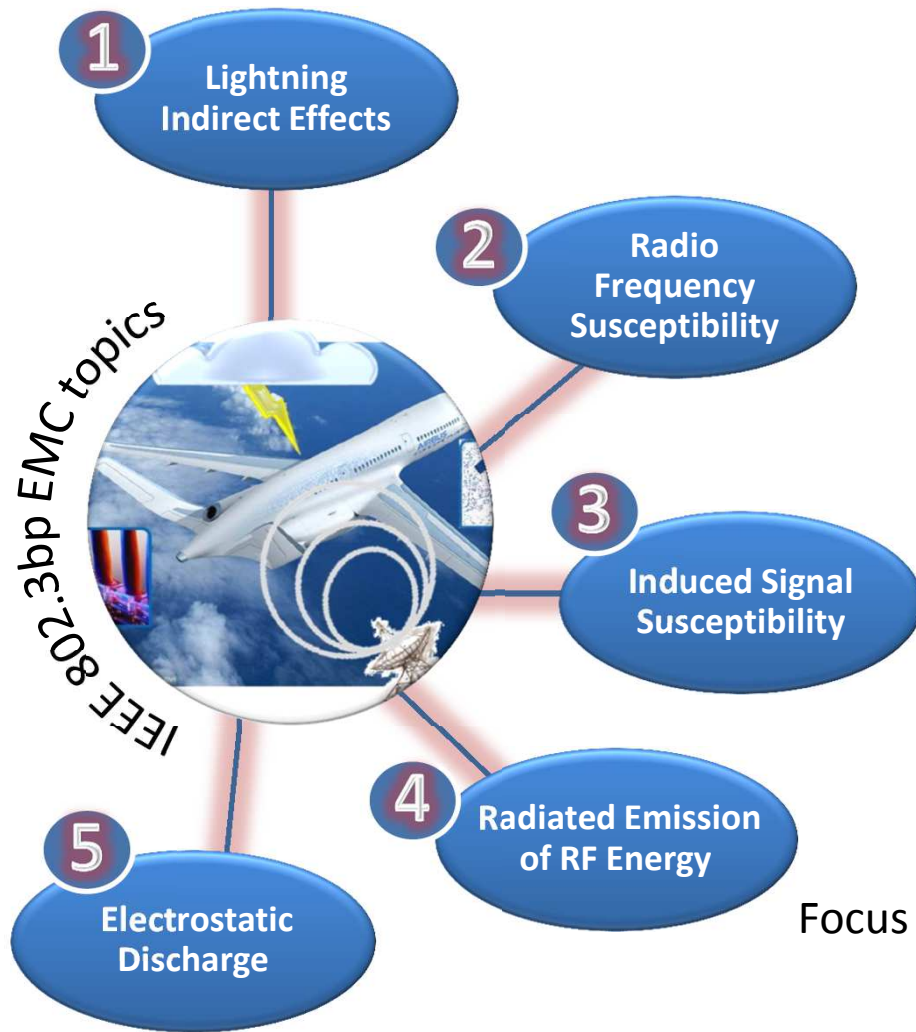 1
Lightning
Indirect Effects
2
Radio
Frequency
Susceptibility
IEEE 802.3bp EMC topics
AIRBUS
3
Induced Signal
Susceptibility
4
Radiated Emission
of RF Energy
Focus
5
Electrostatic
Discharge